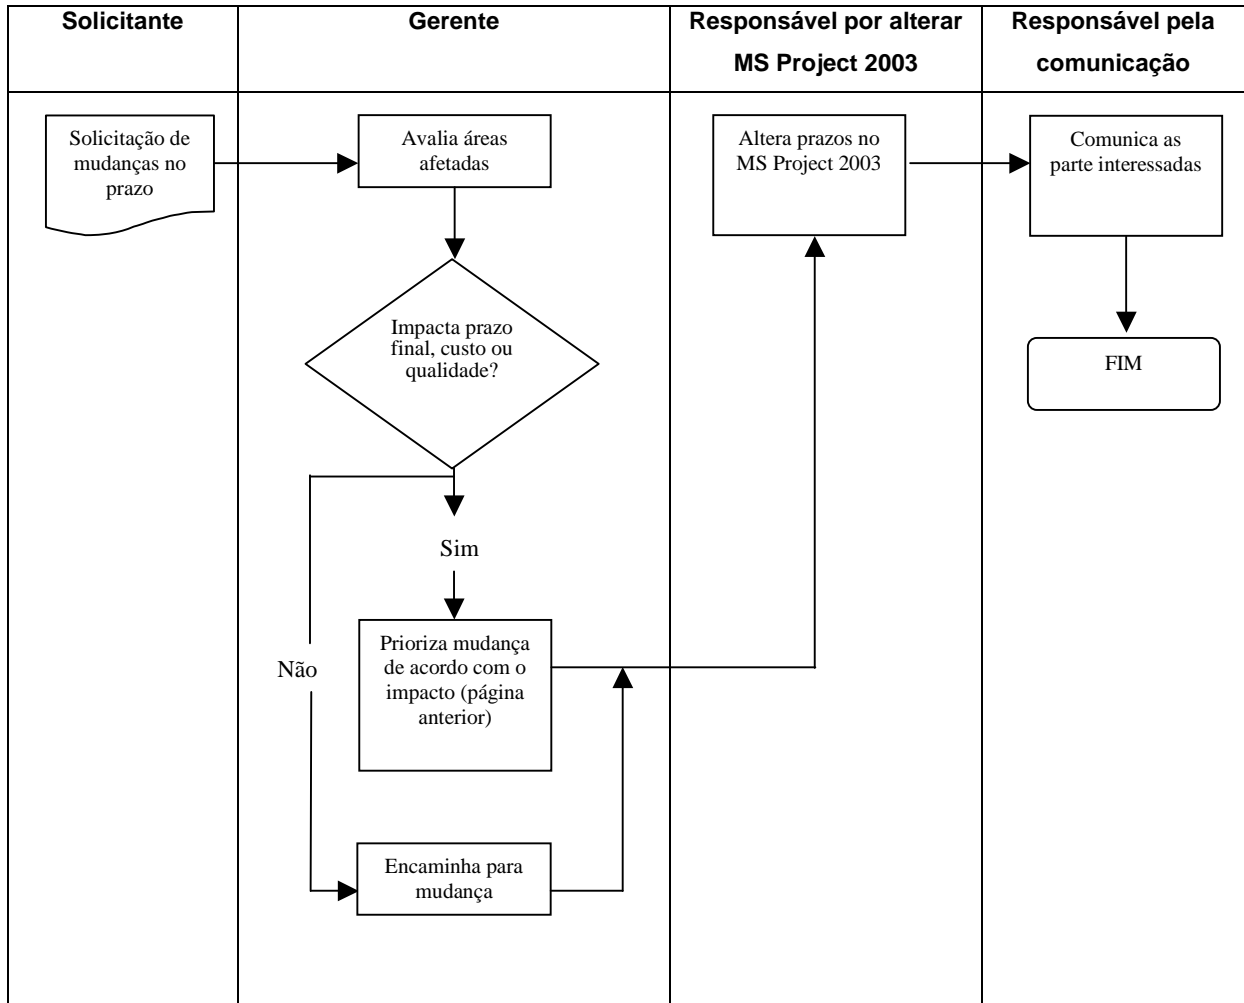 Solicitante
Gerente
Responsável por alterar
MS Project 2003
Responsável pela
comunicação
Solicitação de
mudanças no
prazo
Avalia áreas
afetadas
Altera prazos no
MS Project 2003
Comunica as
parte interessadas
Impacta prazo
final, custo ou
qualidade?
FIM
Sim
Não
Prioriza mudança
de acordo com o
impacto (página
anterior)
Encaminha para
mudança